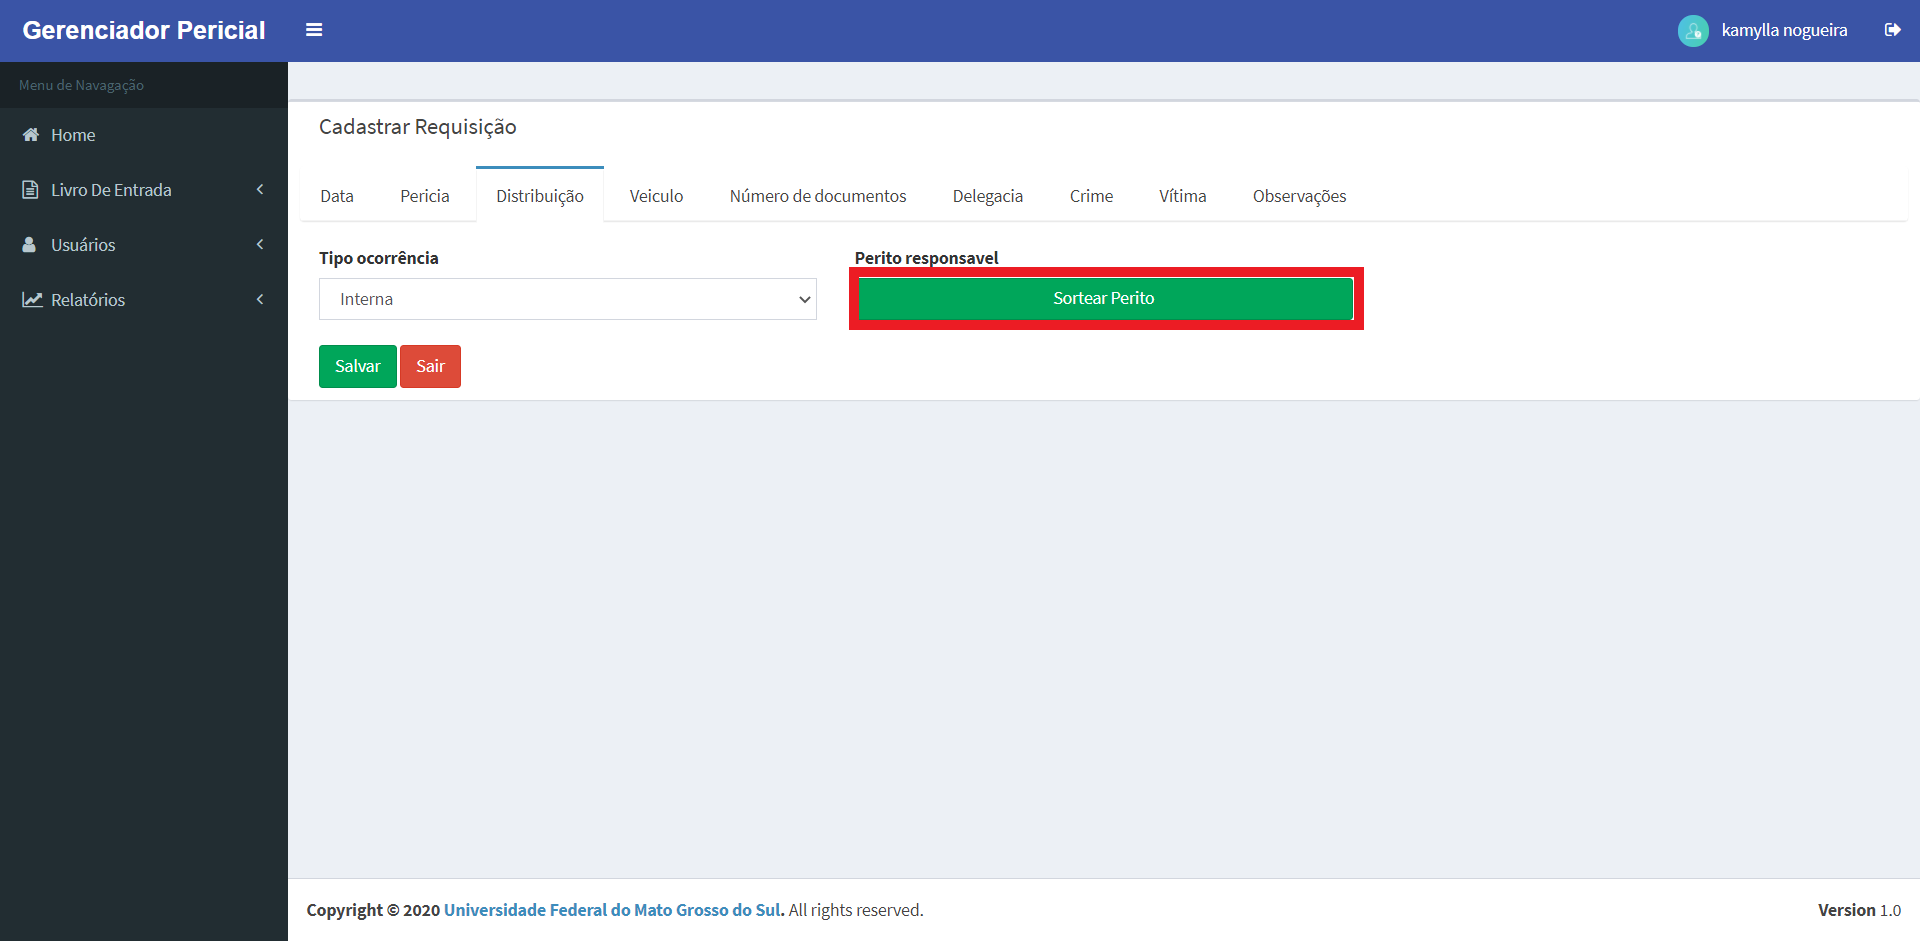 Gerenciador Pericial
kamylla nogueira
Menu de Navagação
Home
Livro De Entrada
Usuários
Relatórios
Cadastrar Requisição
Data Pericia Distribuição Veiculo Número de documentos Delegacia Crime Vítima Observações
Tipo ocorrência
Interna
Perito responsavel
Sortear Perito
Salvar Sair
Copyright © 2020 Universidade Federal do Mato Grosso do Sul. All rights reserved.
Version 1.0